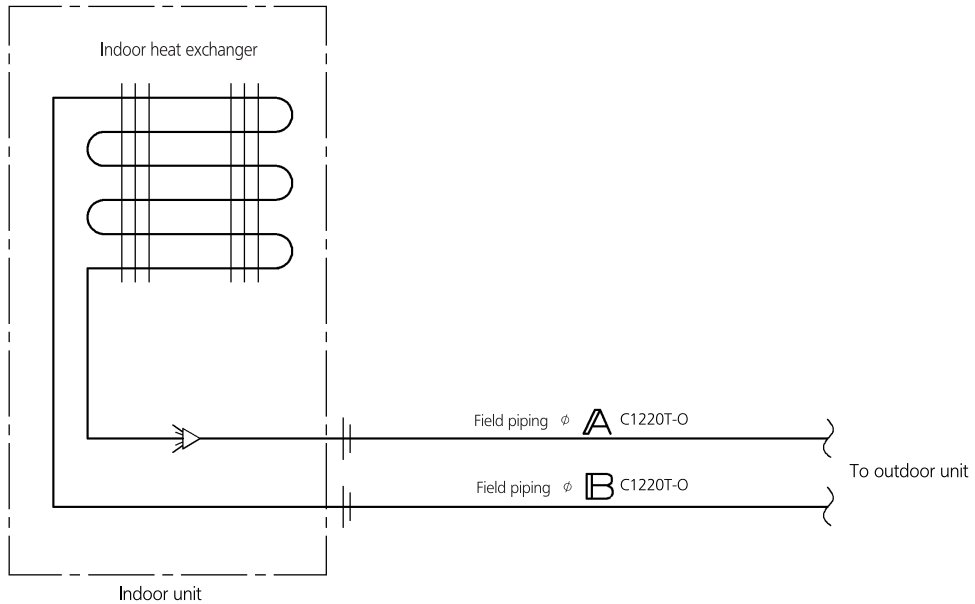 Indoor heat exchanger
Field piping ϕ A C1220T-O
To outdoor unit
Field piping ϕ B C1220T-O
Indoor unit